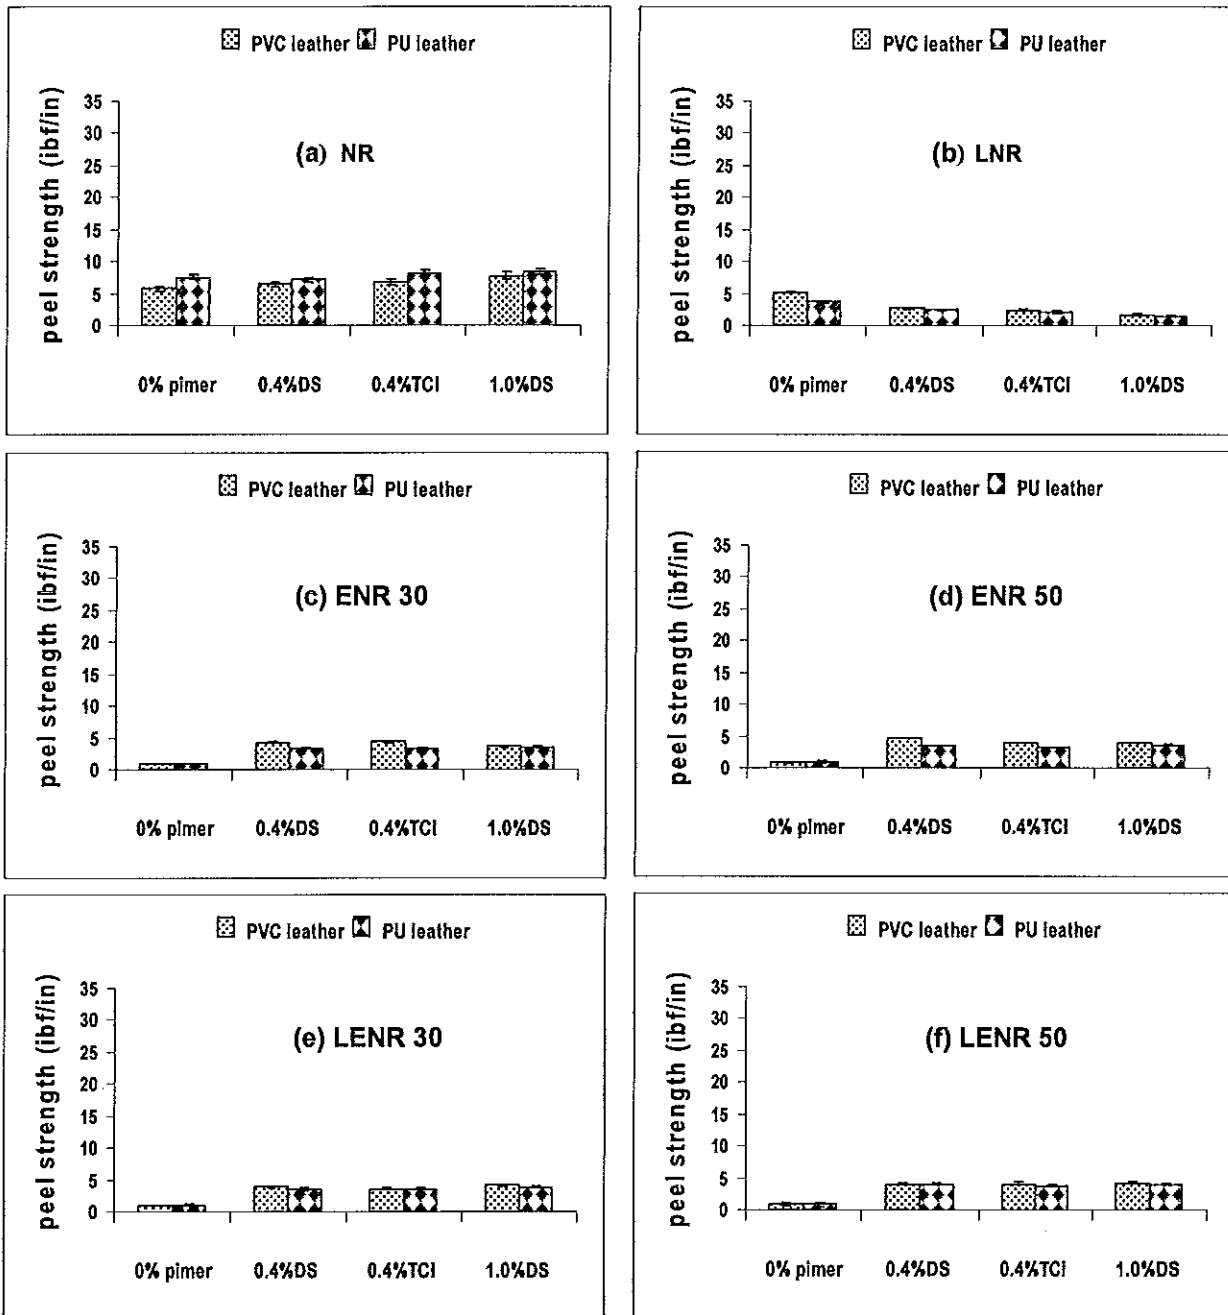 PVC leather PU leather
peel strength (ibf/in)
35
30
25
20
15
10
5
0
(a) NR
0% pimer 0.4%DS 0.4%TCI 1.0%DS
PVC leather PU leather
peel strength (ibf/in)
35
30
25
20
15
10
5
0
(b) LNR
0% pimer 0.4%DS 0.4%TCI 1.0%DS
PVC leather PU leather
peel strength (ibf/in)
35
30
25
20
15
10
5
0
(c) ENR 30
0% pimer 0.4%DS 0.4%TCI 1.0%DS
PVC leather PU leather
peel strength (ibf/in)
35
30
25
20
15
10
5
0
(d) ENR 50
0% pimer 0.4%DS 0.4%TCI 1.0%DS
PVC leather PU leather
peel strength (ibf/in)
35
30
25
20
15
10
5
0
(e) LENR 30
0% pimer 0.4%DS 0.4%TCI 1.0%DS
PVC leather PU leather
peel strength (ibf/in)
35
30
25
20
15
10
5
0
(f) LENR 50
0% pimer 0.4%DS 0.4%TCI 1.0%DS